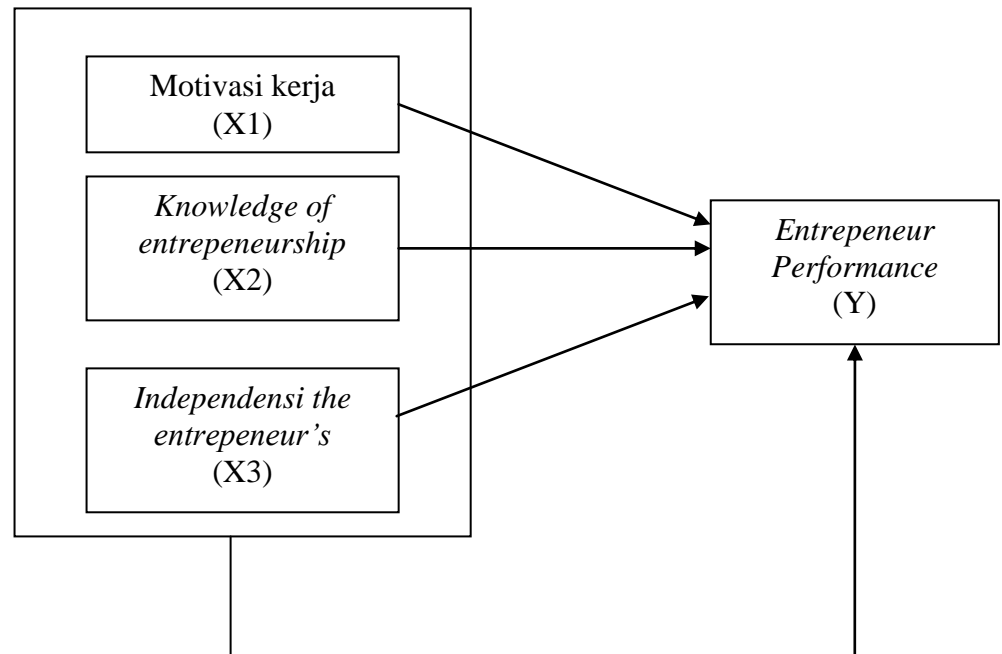 Motivasi kerja
(X1)
Knowledge of
entrepeneurship
(X2)
Independensi the
entrepeneur’s
(X3)
Entrepeneur
Performance
(Y)